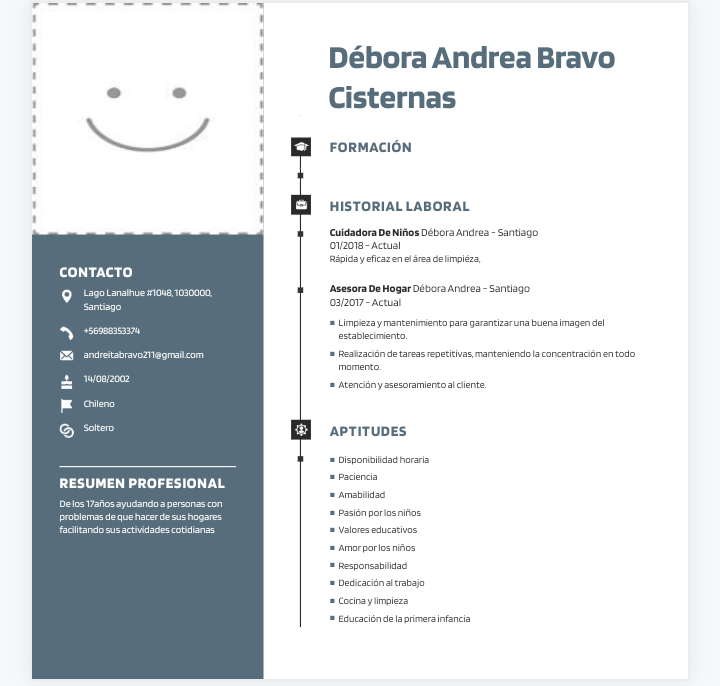 Débora Andrea Bravo
Cisternas
FORMACIÓN
HISTORIAL LABORAL
Cuidadora De Niños Débora Andrea - Santiago
01/2018 - Actual
Rápida y eficaz en el área de limpiéza,
Asesora De Hogar Débora Andrea - Santiago
03/2017 - Actual
Limpieza y mantenimiento para garantizar una buena imagen del
establecimiento.
Realización de tareas repetitivas, manteniendo la concentración en todo
momento.
Atención y asesoramiento al cliente.
APTITUDES
Disponibilidad horaria
Paciencia
Amabilidad
Pasión por los niños
Valores educativos
Amor por los niños
Responsabilidad
Dedicación al trabajo
Cocina y limpieza
Educación de la primera infancia
CONTACTO
Lago Lanalhue #1048, 1030000,
Santiago
+56988353374
andreitabravo211@gmail.com
14/08/2002
Chileno
Soltero
RESUMEN PROFESIONAL
De los 17años ayudando a personas con
problemas de que hacer de sus hogares
facilitando sus actividades cotidianas